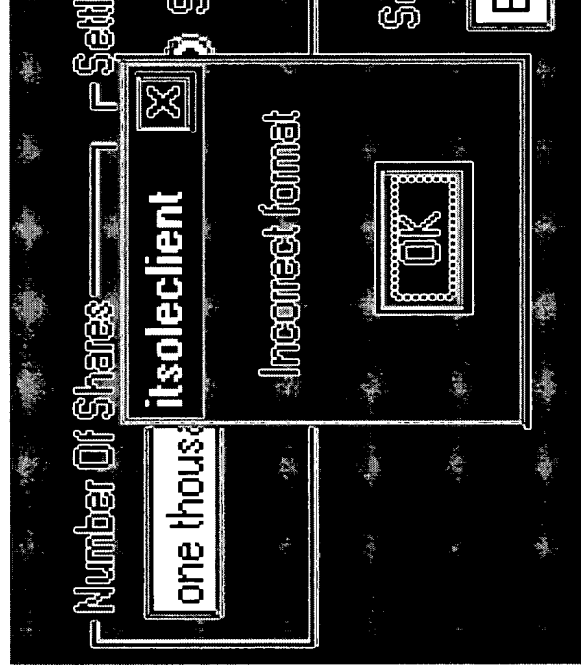 Number Of Shares
one thous
itsoleclient
Incorrect format
OK